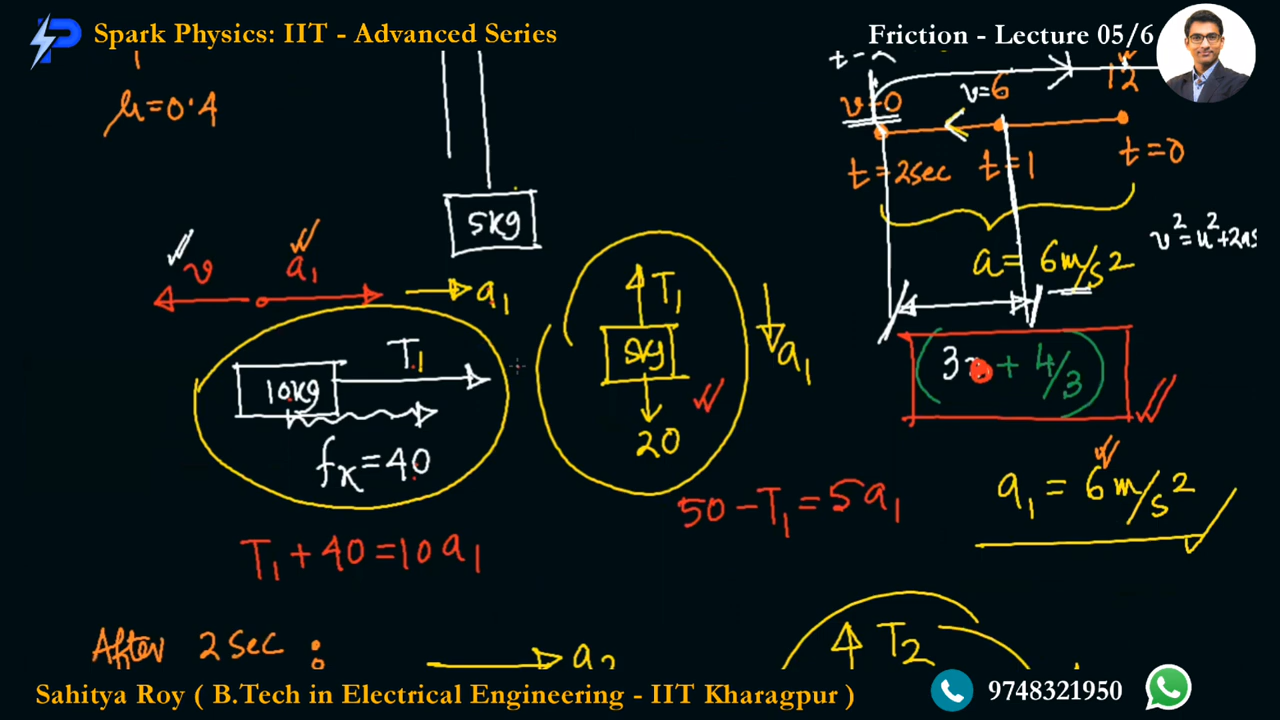 Spark Physics: IIT - Advanced Series
Friction - Lecture 05/6
μ=0.4
5kg
v=0
v=6
12
t=2sec
t=1
t=0
v²=u²+2as
a= 6m/s²
v
a₁
a₁
T₁
10kg
fₖ=40
T₁+40=10a₁
T₁
5kg
20
a₁
50-T₁=5a₁
+ 4/3
a₁ = 6m/s²
After 2sec :
a₂
T₂
Sahitya Roy ( B.Tech in Electrical Engineering - IIT Kharagpur )
9748321950